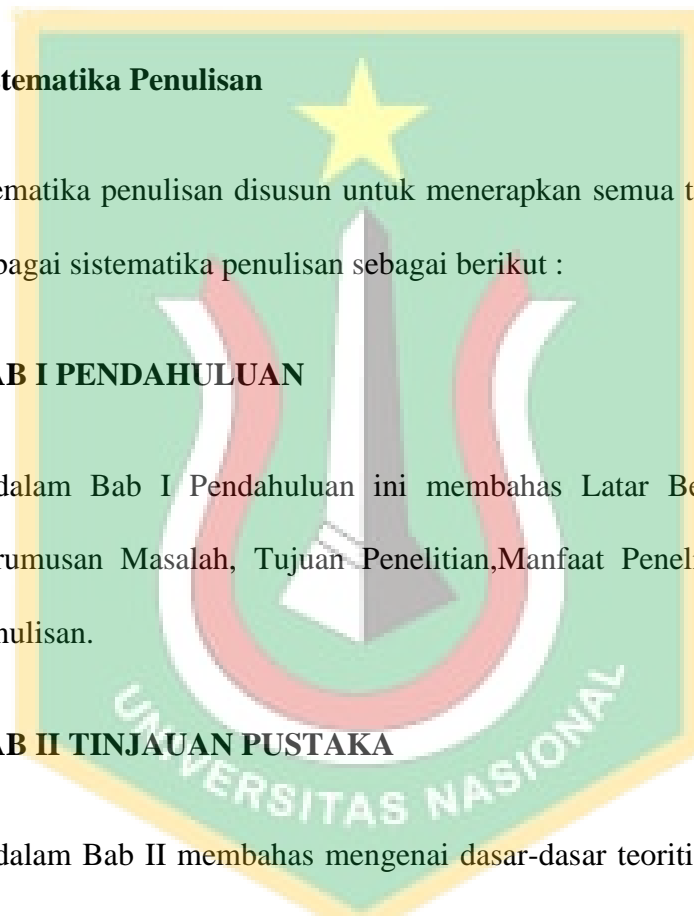 tematika Penulisan
ematika penulisan disusun untuk menerapkan semua t
bagai sistematika penulisan sebagai berikut :
AB I PENDAHULUAN
dalam Bab I Pendahuluan ini membahas Latar Be
rumusan Masalah, Tujuan Penelitian,Manfaat Penel
nulisan.
AB II TINJAUAN PUSTAKA
UNIVERSITAS NASIONAL
dalam Bab II membahas mengenai dasar-dasar teoriti